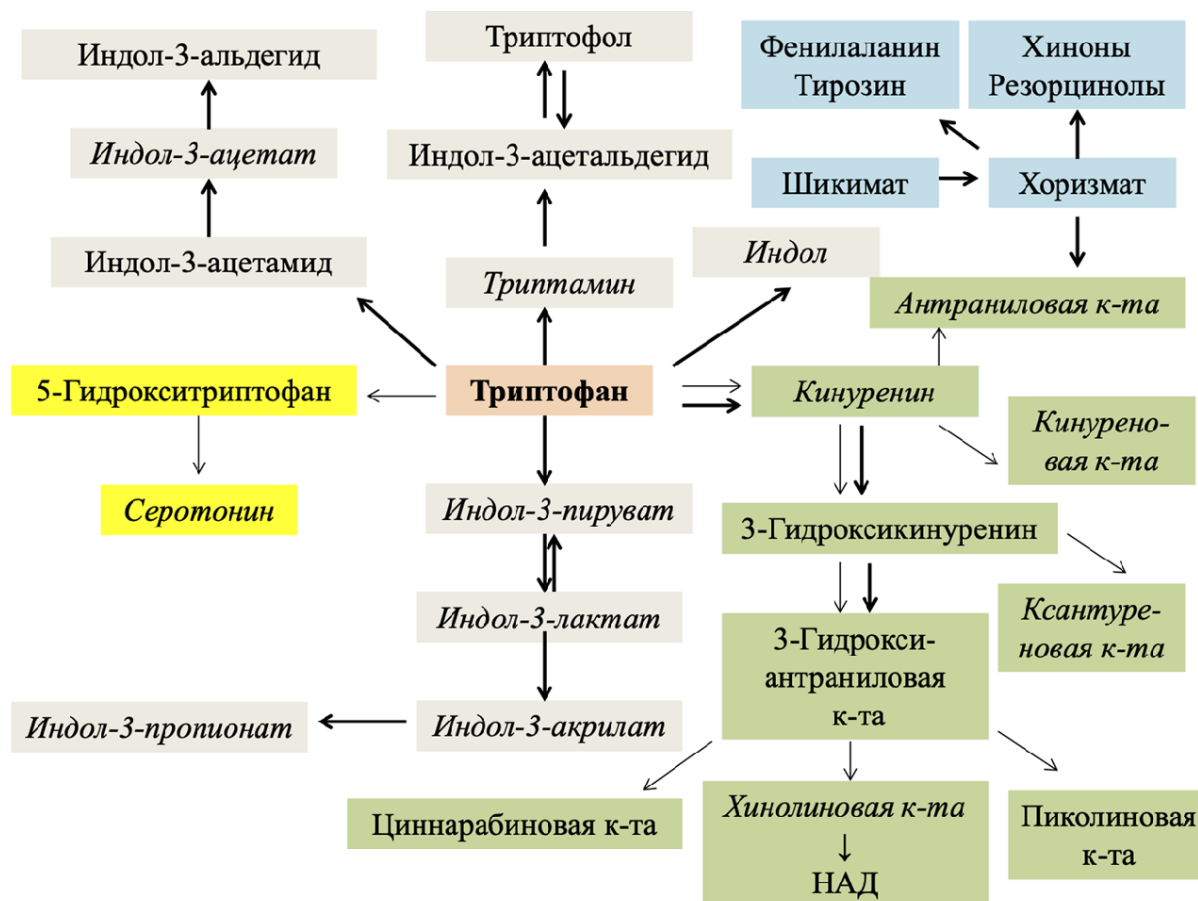 Индол-3-альдегид
Триптофол
Фенилаланин
Тирозин
Хиноны
Резорцинолы
Индол-3-ацетат
Индол-3-ацетальдегид
Шикимат
Хоризмат
Индол-3-ацетамид
Триптамин
Индол
Антраниловая к-та
5-Гидрокситриптофан
Триптофан
Кинуренин
Кинурено-
вая к-та
Серотонин
Индол-3-пируват
3-Гидроксикинуренин
Индол-3-лактат
3-Гидрокси-
антраниловая
к-та
Ксантуре-
новая к-та
Индол-3-пропионат
Индол-3-акрилат
Циннарабиновая к-та
Хинолиновая к-та
НАД
Пиколиновая
к-та